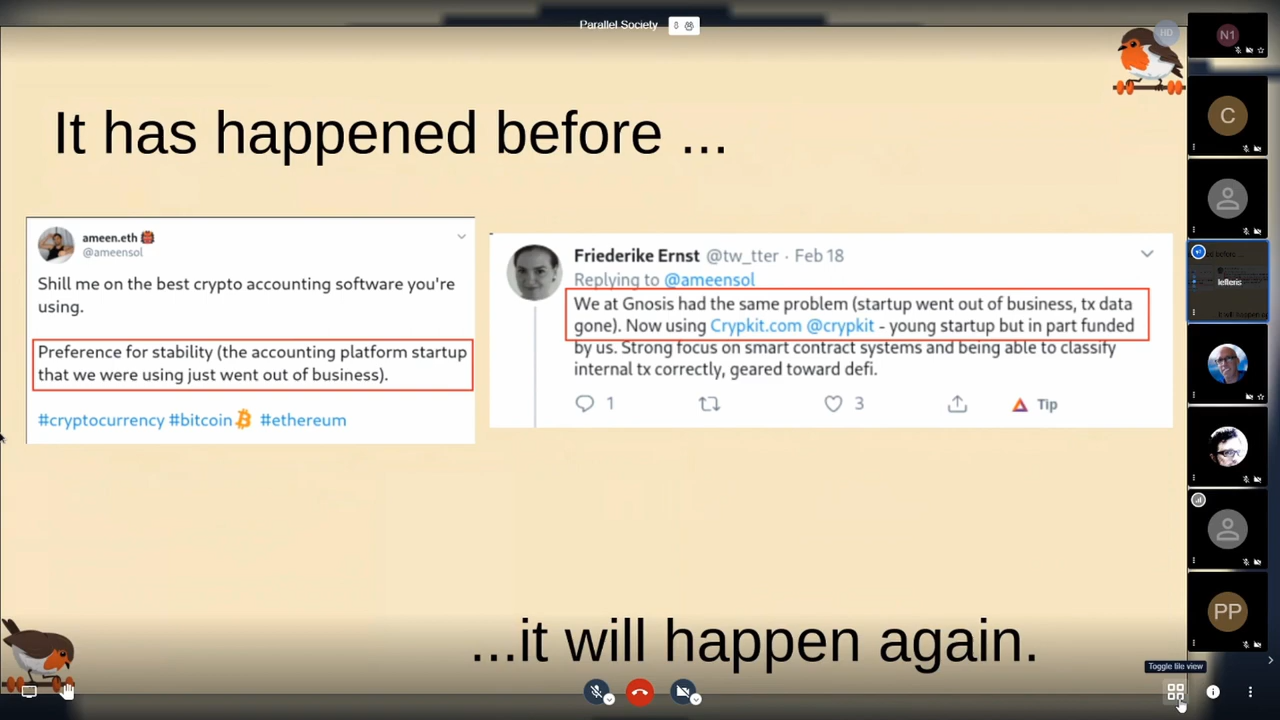 Parallel Society 8
HD
N1
It has happened before ...
C
ameen.eth
@ameensol
Shill me on the best crypto accounting software you're
using.
Preference for stability (the accounting platform startup
that we were using just went out of business).
#cryptocurrency #bitcoin #ethereum
Friederike Ernst @tw_tter · Feb 18
Replying to @ameensol
We at Gnosis had the same problem (startup went out of business, tx data
gone). Now using Crypkit.com @crypkit - young startup but in part funded
by us. Strong focus on smart contract systems and being able to classify
internal tx correctly, geared toward defi.
1
3
Tip
lefteris
PP
...it will happen again.
Toggle tile view